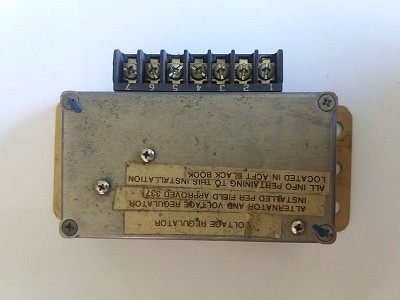 VOLTAGE REGULATOR
ALTERNATOR AND VOLTAGE REGULATOR
INSTALLED PER FIELD APPROVED 337
ALL INFO PERTAINING TO THIS INSTALLATION
LOCATED IN ACFT BLACK BOOK
1 2 3 4 5 6 7